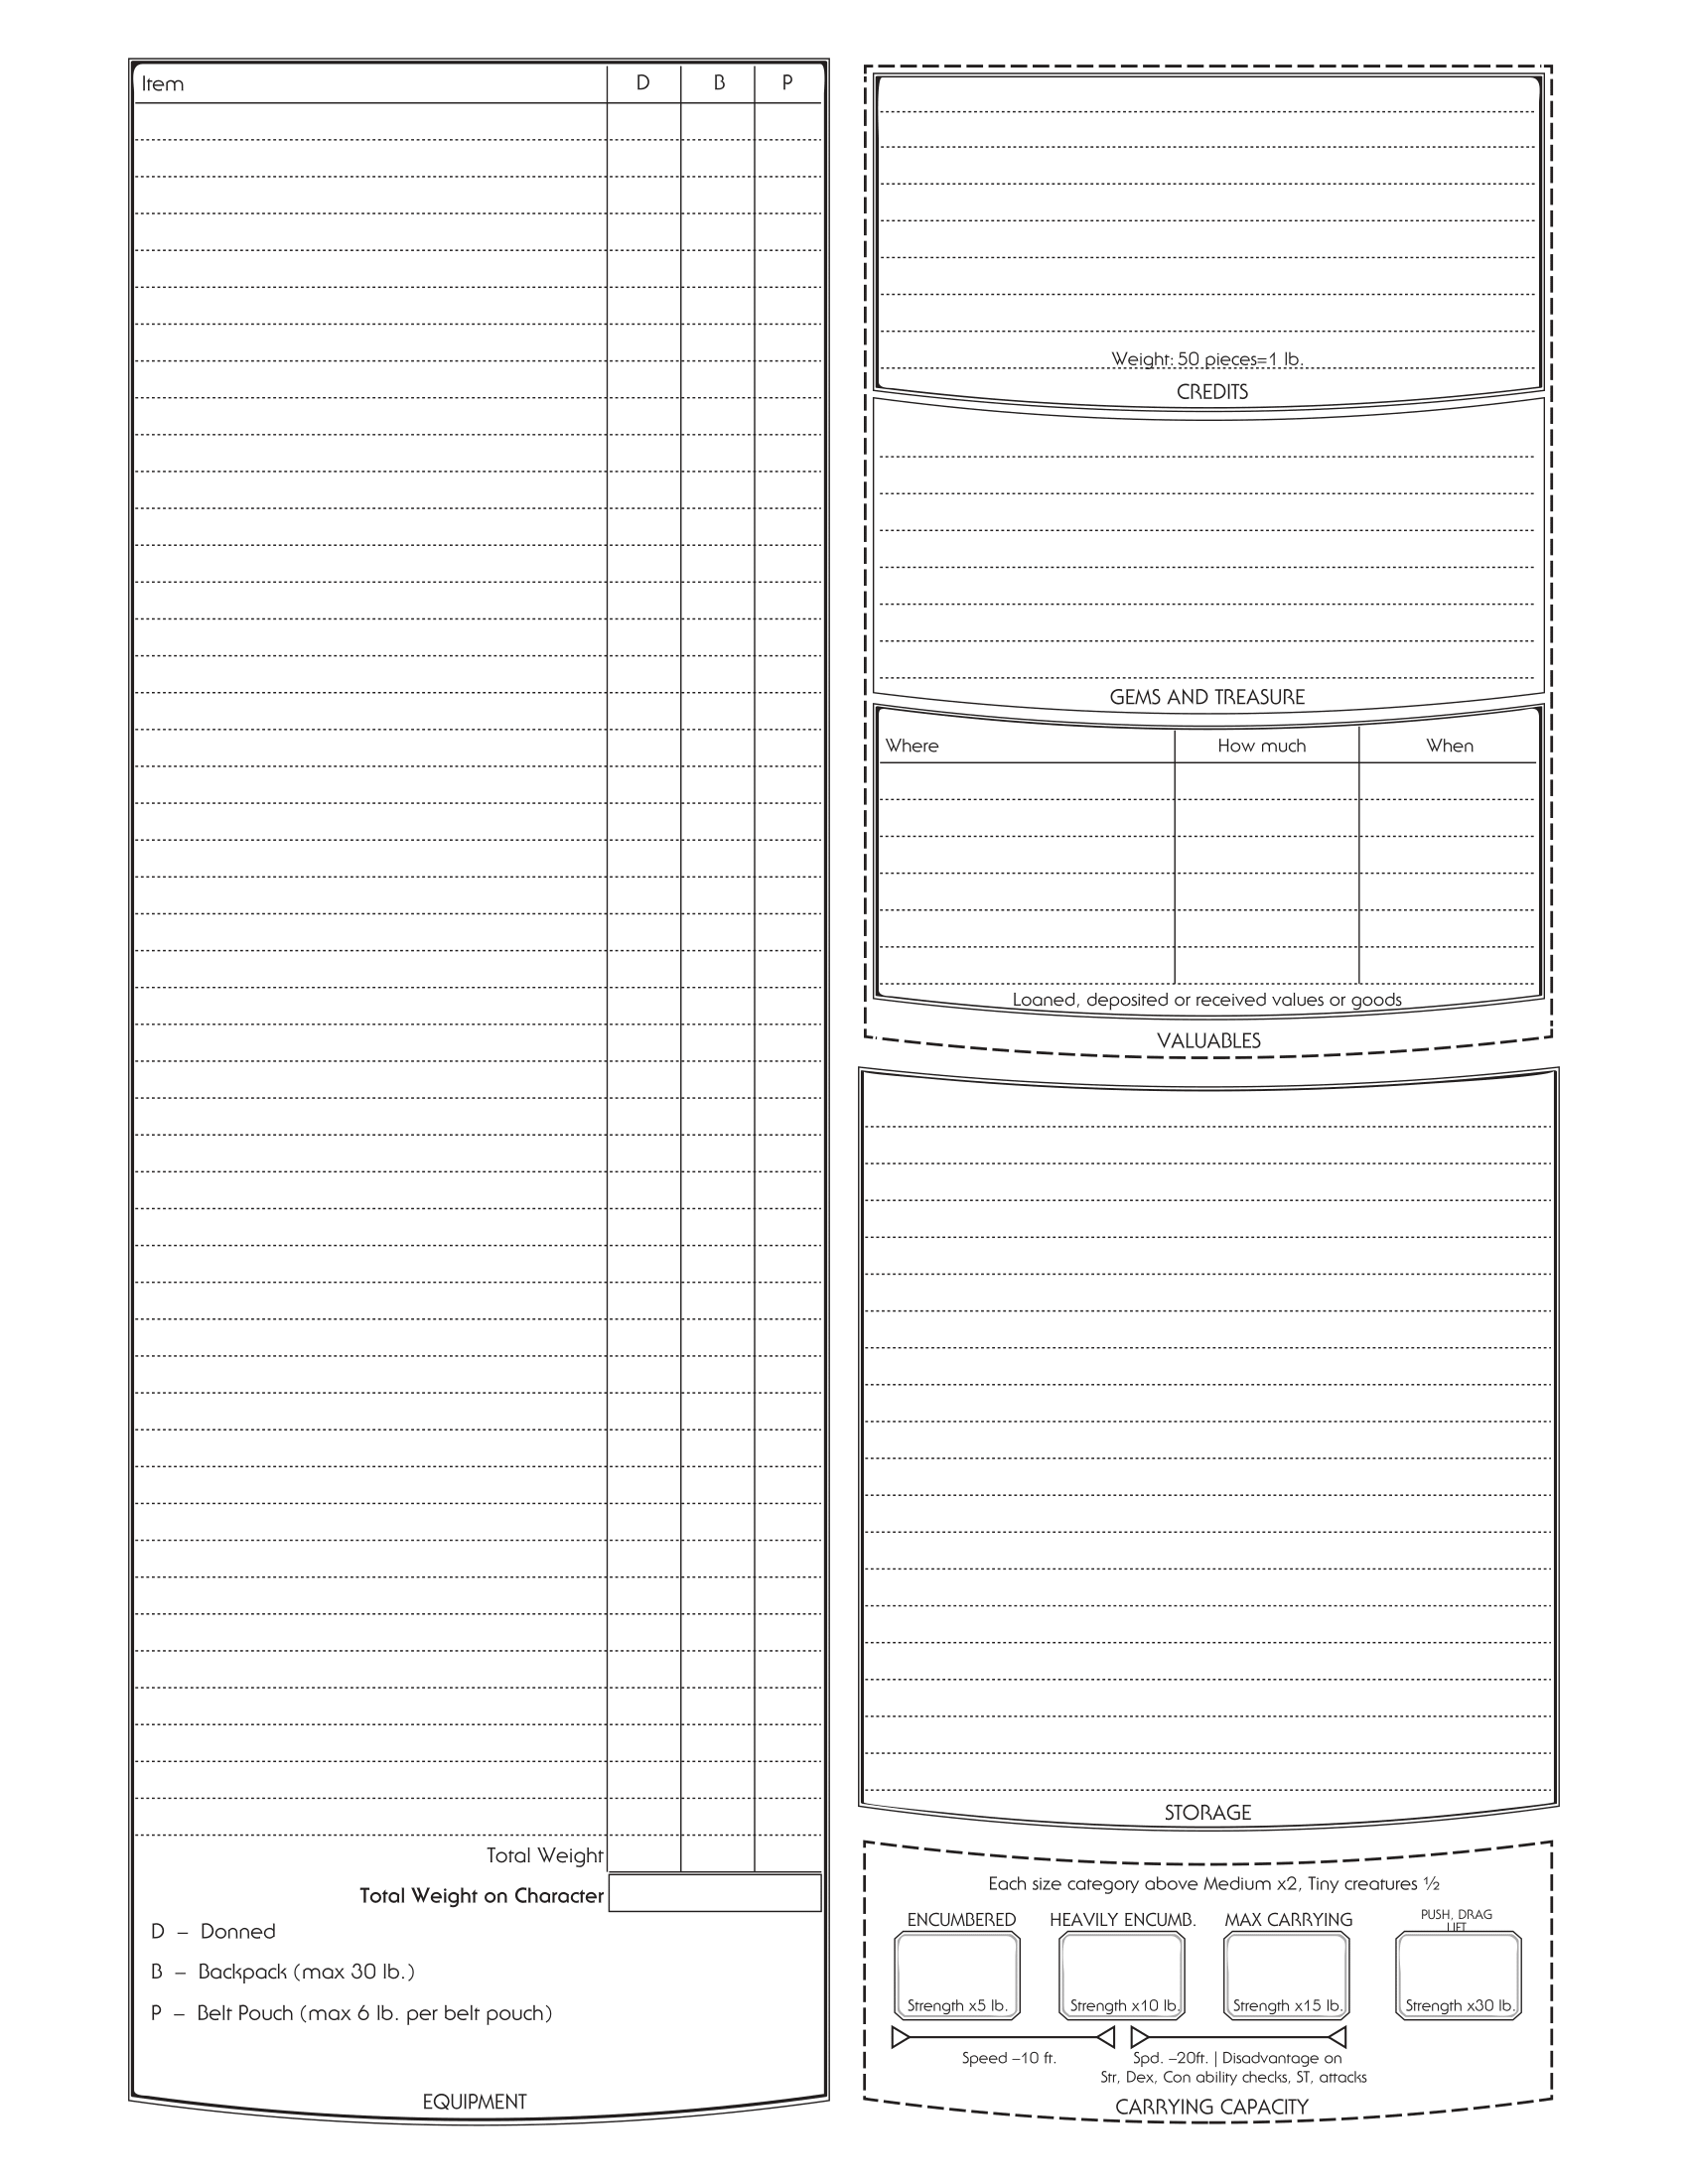 Item D B P
Total Weight
Total Weight on Character
D – Donned
B – Backpack (max 30 lb.)
P – Belt Pouch (max 6 lb. per belt pouch)
EQUIPMENT
Weight: 50 pieces=1 lb.
CREDITS
GEMS AND TREASURE
Where How much When
Loaned, deposited or received values or goods
VALUABLES
STORAGE
Each size category above Medium x2, Tiny creatures ½
ENCUMBERED HEAVILY ENCUMB. MAX CARRYING PUSH, DRAG
LIFT
Strength x5 lb. Strength x10 lb. Strength x15 lb. Strength x30 lb.
Speed –10 ft. Spd. –20ft. | Disadvantage on
Str, Dex, Con ability checks, ST, attacks
CARRYING CAPACITY